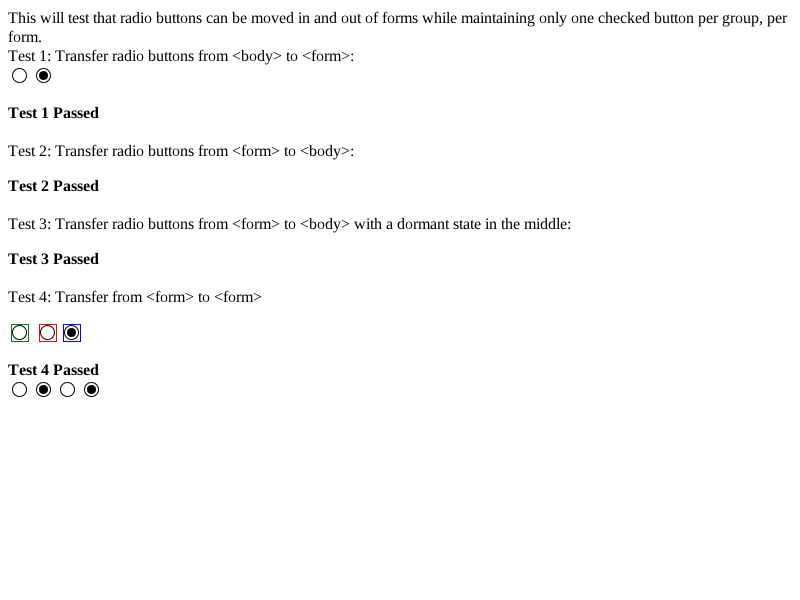 This will test that radio buttons can be moved in and out of forms while maintaining only one checked button per group, per
form.
Test 1: Transfer radio buttons from <body> to <form>:
Test 1 Passed
Test 2: Transfer radio buttons from <form> to <body>:
Test 2 Passed
Test 3: Transfer radio buttons from <form> to <body> with a dormant state in the middle:
Test 3 Passed
Test 4: Transfer from <form> to <form>
Test 4 Passed